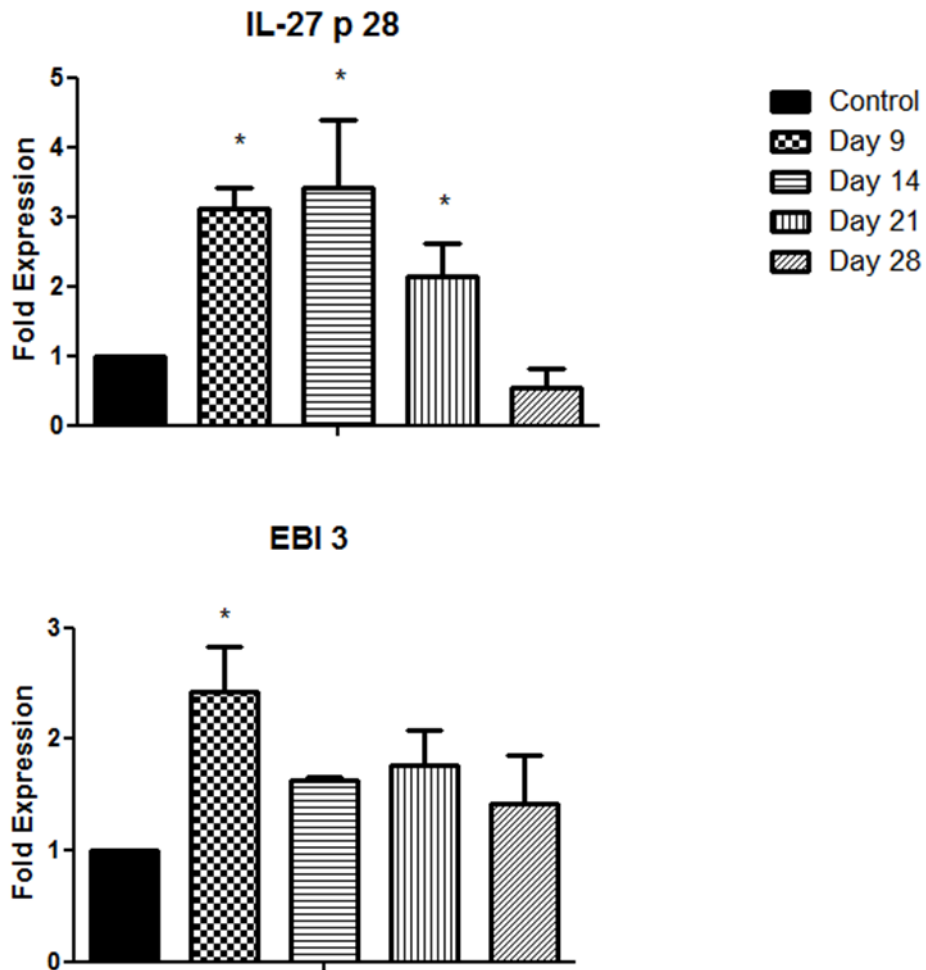 IL-27 p 28
*
*
*
5
4
3
2
1
0
Fold Expression
Control
Day 9
Day 14
Day 21
Day 28
EBI 3
*
3
2
1
0
Fold Expression